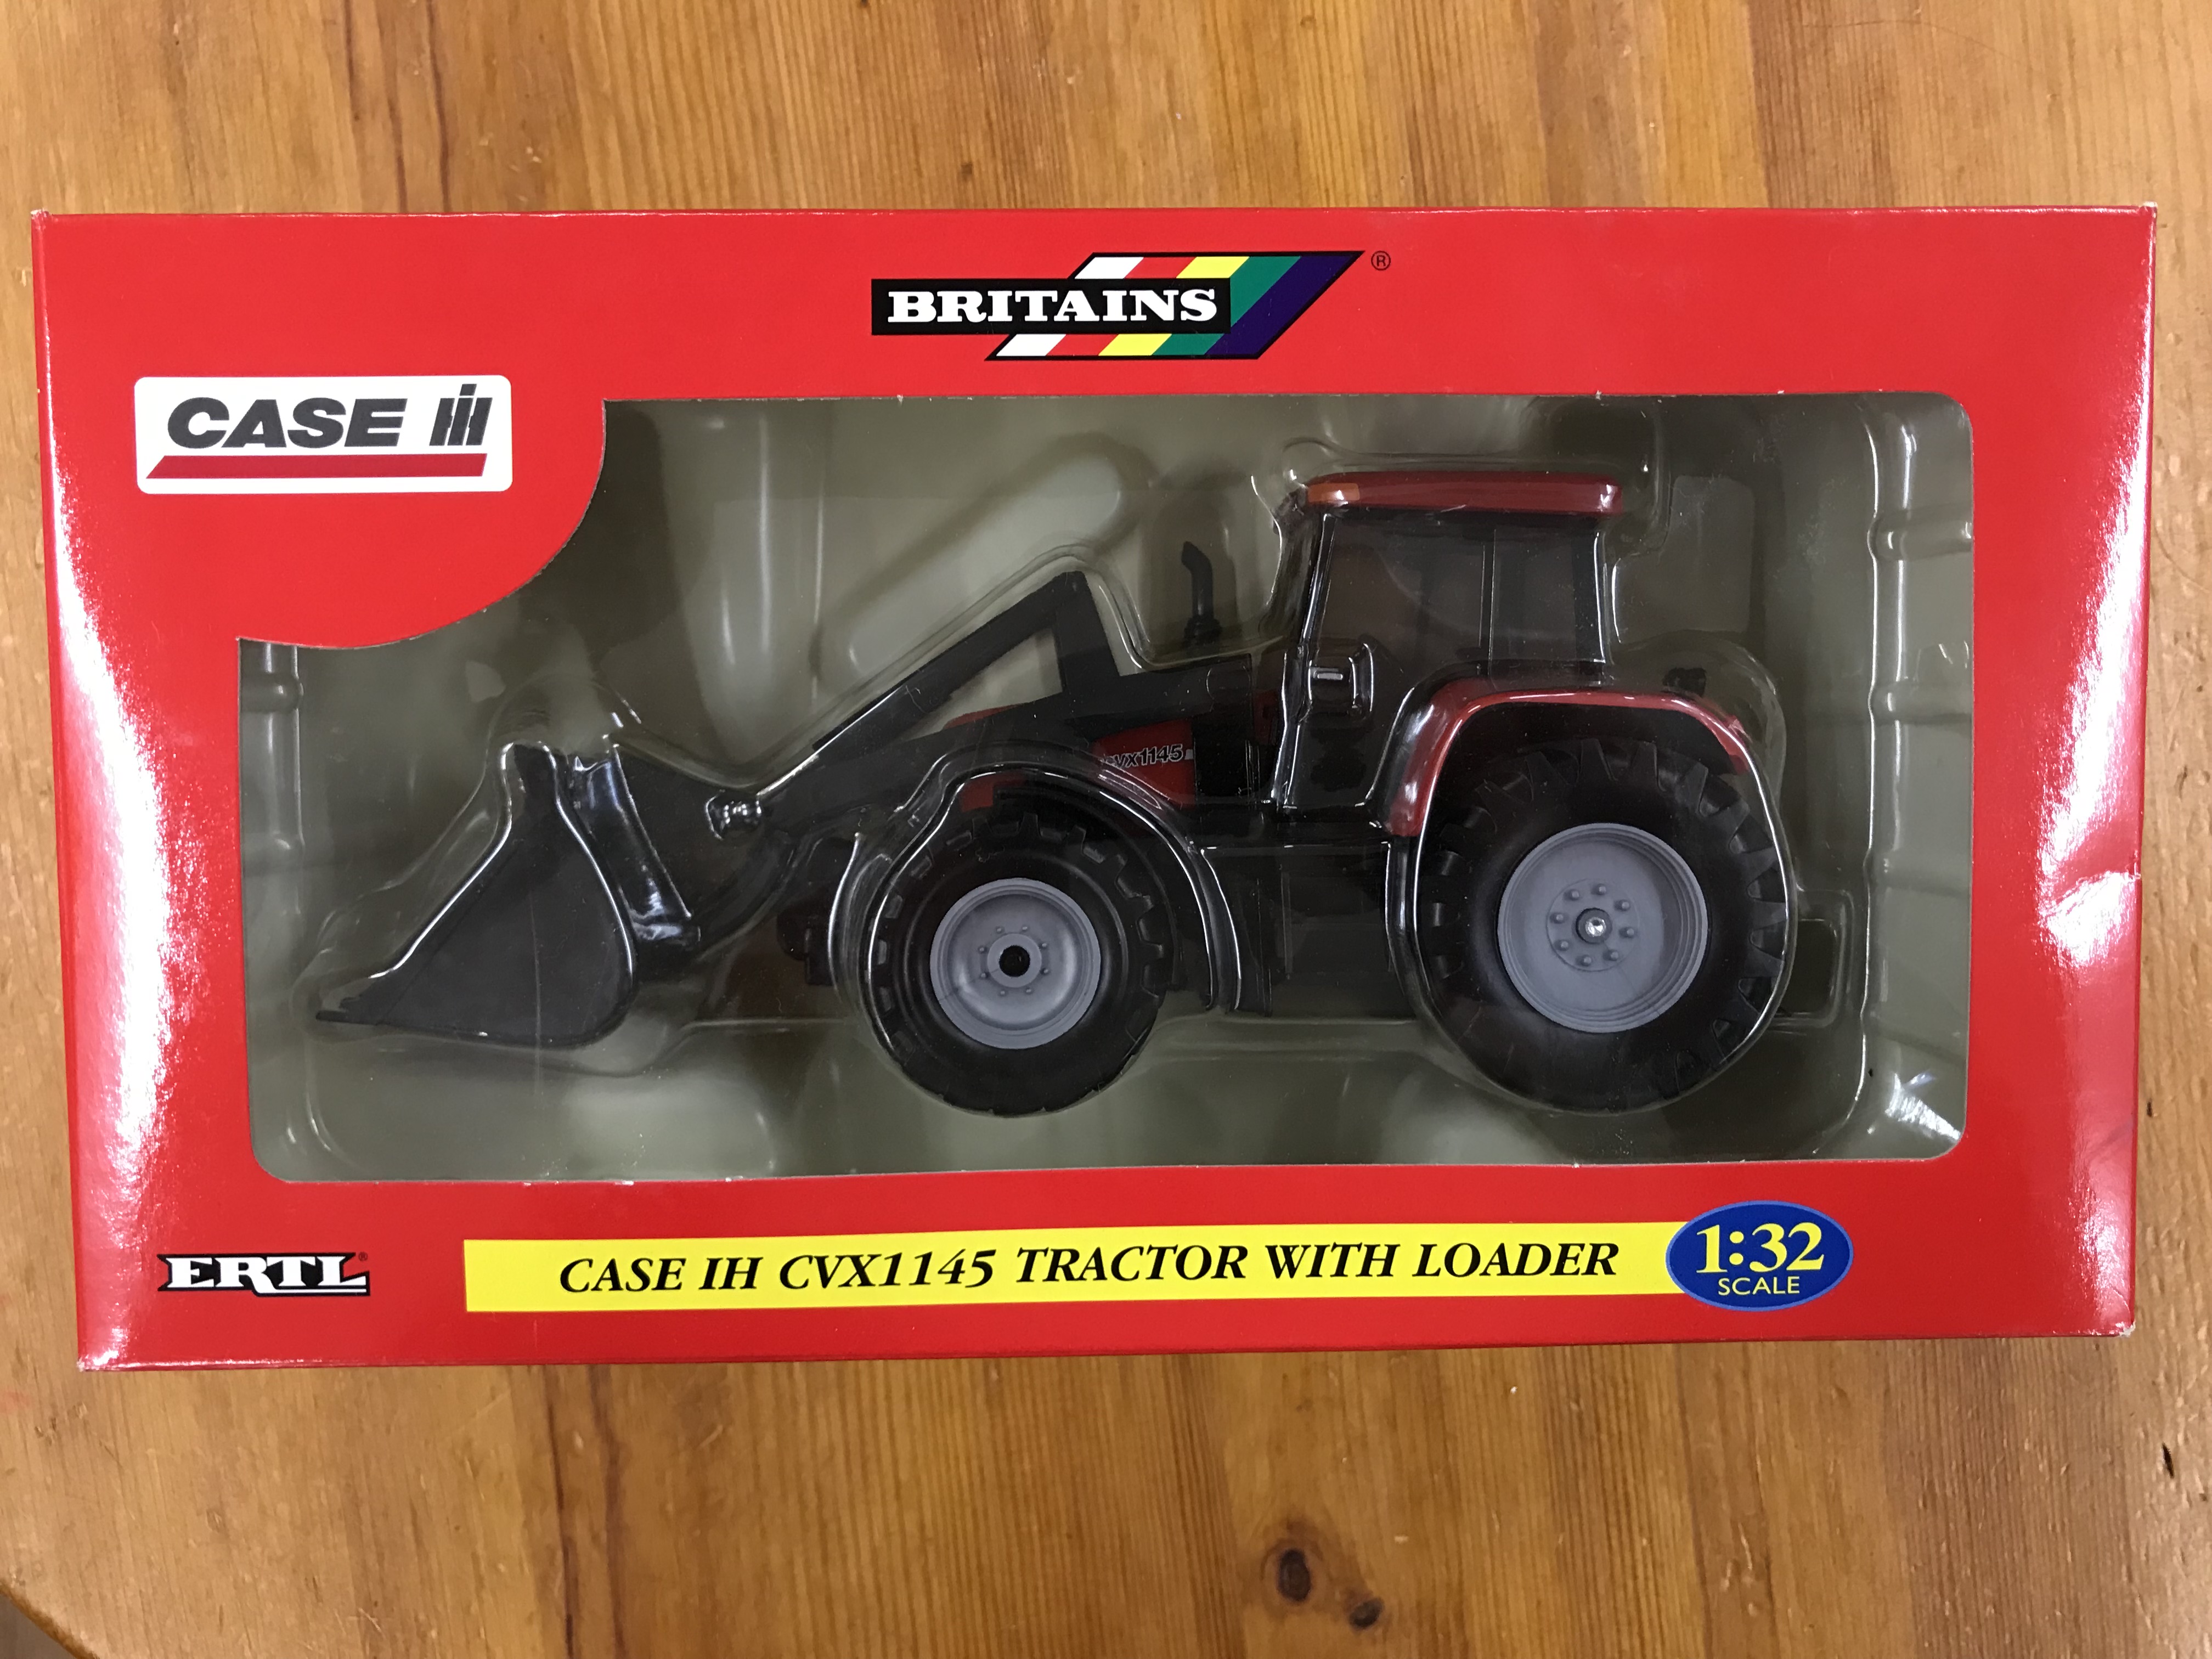 BRITAINS ®
CASE IH
CVX1145
ERTL ®
CASE IH CVX1145 TRACTOR WITH LOADER
1:32
SCALE